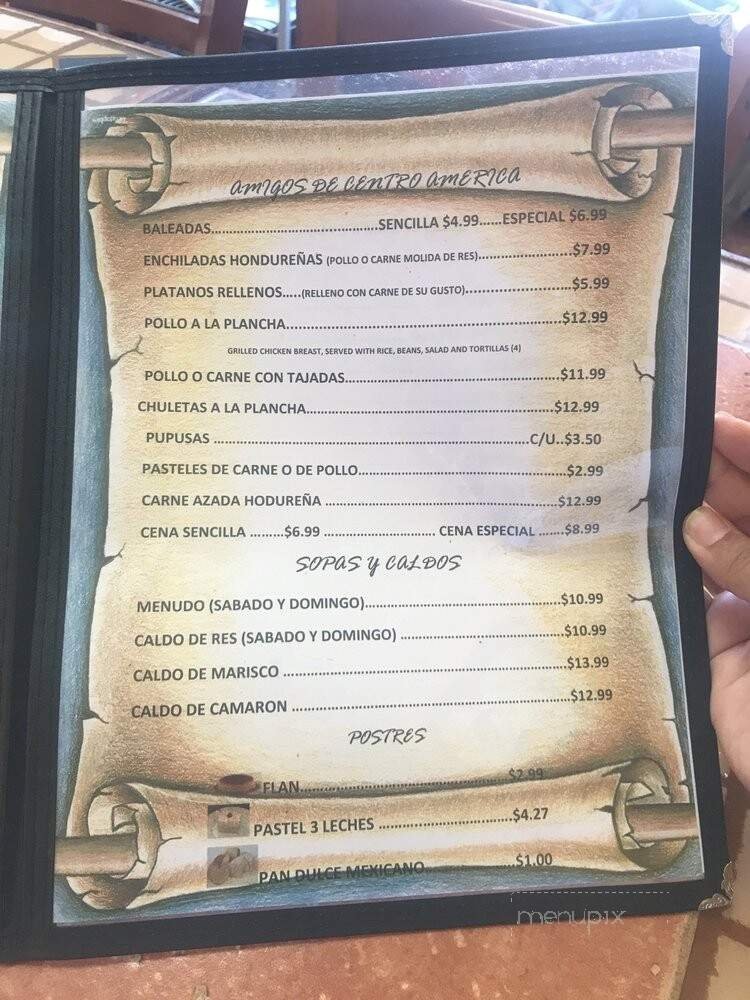 AMIGOS DE CENTRO AMERICA
BALEADAS.......................................SENCILLA $4.99......ESPECIAL $6.99
ENCHILADAS HONDUREÑAS (POLLO O CARNE MOLIDA DE RES)........................$7.99
PLATANOS RELLENOS.....(RELLENO CON CARNE DE SU GUSTO)...........................$5.99
POLLO A LA PLANCHA.................................................................$12.99
GRILLED CHICKEN BREAST, SERVED WITH RICE, BEANS, SALAD AND TORTILLAS (4)
POLLO O CARNE CON TAJADAS...................................................$11.99
CHULETAS A LA PLANCHA...........................................................$12.99
PUPUSAS ...........................................................................C/U..$3.50
PASTELES DE CARNE O DE POLLO..................................................$2.99
CARNE AZADA HODUREÑA .......................................................$12.99
CENA SENCILLA .........$6.99 ............................. CENA ESPECIAL .......$8.99
SOPAS Y CALDOS
MENUDO (SABADO Y DOMINGO)..............................................$10.99
CALDO DE RES (SABADO Y DOMINGO) .......................................$10.99
CALDO DE MARISCO ..................................................................$13.99
CALDO DE CAMARON .................................................................$12.99
POSTRES
FLAN...................................................$2.99
PASTEL 3 LECHES ................................$4.27
PAN DULCE MEXICANO......................$1.00
menupix